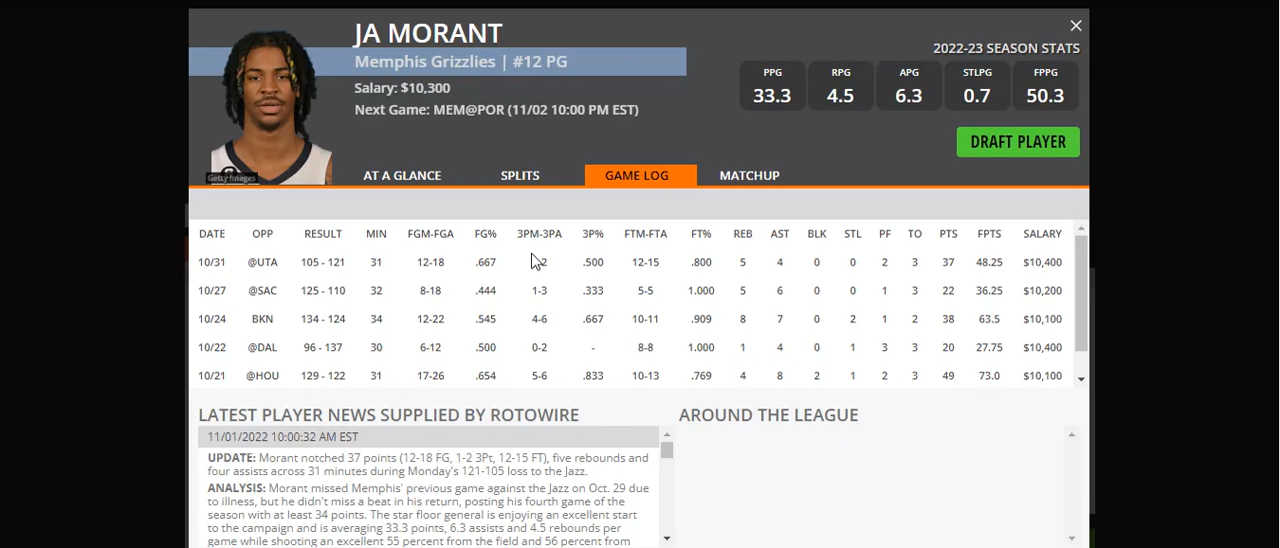 JA MORANT
Memphis Grizzlies | #12 PG
Salary: $10,300
Next Game: MEM@POR (11/02 10:00 PM EST)
Getty Images
2022-23 SEASON STATS
PPG RPG APG STLPG FPPG
33.3 4.5 6.3 0.7 50.3
DRAFT PLAYER
AT A GLANCE SPLITS GAME LOG MATCHUP
DATE OPP RESULT MIN FGM-FGA FG% 3PM-3PA 3P% FTM-FTA FT% REB AST BLK STL PF TO PTS FPTS SALARY
10/31 @UTA 105 - 121 31 12-18 .667 -2 .500 12-15 .800 5 4 0 0 2 3 37 48.25 $10,400
10/27 @SAC 125 - 110 32 8-18 .444 1-3 .333 5-5 1.000 5 6 0 0 1 3 22 36.25 $10,200
10/24 BKN 134 - 124 34 12-22 .545 4-6 .667 10-11 .909 8 7 0 2 1 2 38 63.5 $10,100
10/22 @DAL 96 - 137 30 6-12 .500 0-2 - 8-8 1.000 1 4 0 1 3 3 20 27.75 $10,400
10/21 @HOU 129 - 122 31 17-26 .654 5-6 .833 10-13 .769 4 8 2 1 2 3 49 73.0 $10,100
LATEST PLAYER NEWS SUPPLIED BY ROTOWIRE
11/01/2022 10:00:32 AM EST
UPDATE: Morant notched 37 points (12-18 FG, 1-2 3Pt, 12-15 FT), five rebounds and
four assists across 31 minutes during Monday's 121-105 loss to the Jazz.
ANALYSIS: Morant missed Memphis' previous game against the Jazz on Oct. 29 due
to illness, but he didn't miss a beat in his return, posting his fourth game of the
season with at least 34 points. The star floor general is enjoying an excellent start
to the campaign and is averaging 33.3 points, 6.3 assists and 4.5 rebounds per
game while shooting an excellent 55 percent from the field and 56 percent from
AROUND THE LEAGUE